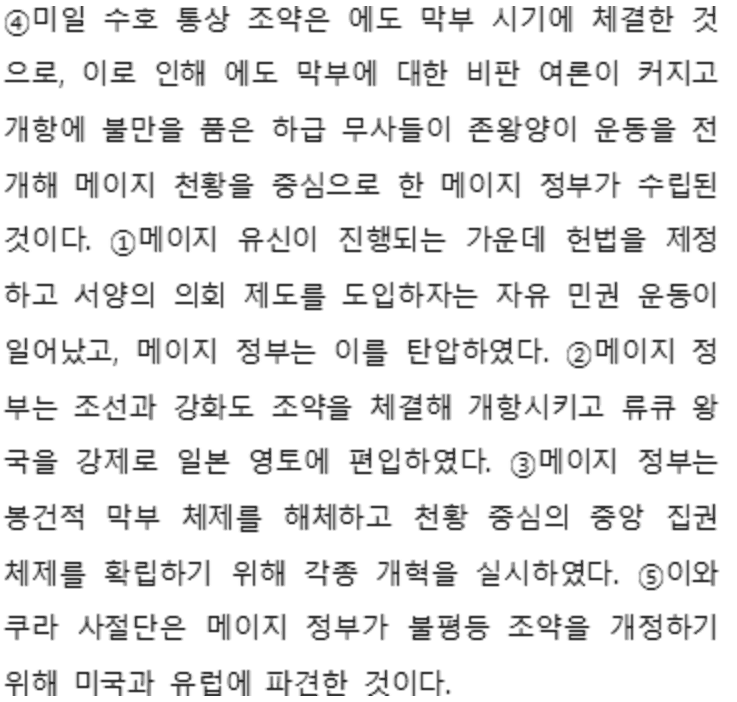 ④미일 수호 통상 조약은 에도 막부 시기에 체결한 것
으로, 이로 인해 에도 막부에 대한 비판 여론이 커지고
개항에 불만을 품은 하급 무사들이 존왕양이 운동을 전
개해 메이지 천황을 중심으로 한 메이지 정부가 수립된
것이다. ①메이지 유신이 진행되는 가운데 헌법을 제정
하고 서양의 의회 제도를 도입하자는 자유 민권 운동이
일어났고, 메이지 정부는 이를 탄압하였다. ②메이지 정
부는 조선과 강화도 조약을 체결해 개항시키고 류큐 왕
국을 강제로 일본 영토에 편입하였다. ③메이지 정부는
봉건적 막부 체제를 해체하고 천황 중심의 중앙 집권
체제를 확립하기 위해 각종 개혁을 실시하였다. ⑤이와
쿠라 사절단은 메이지 정부가 불평등 조약을 개정하기
위해 미국과 유럽에 파견한 것이다.